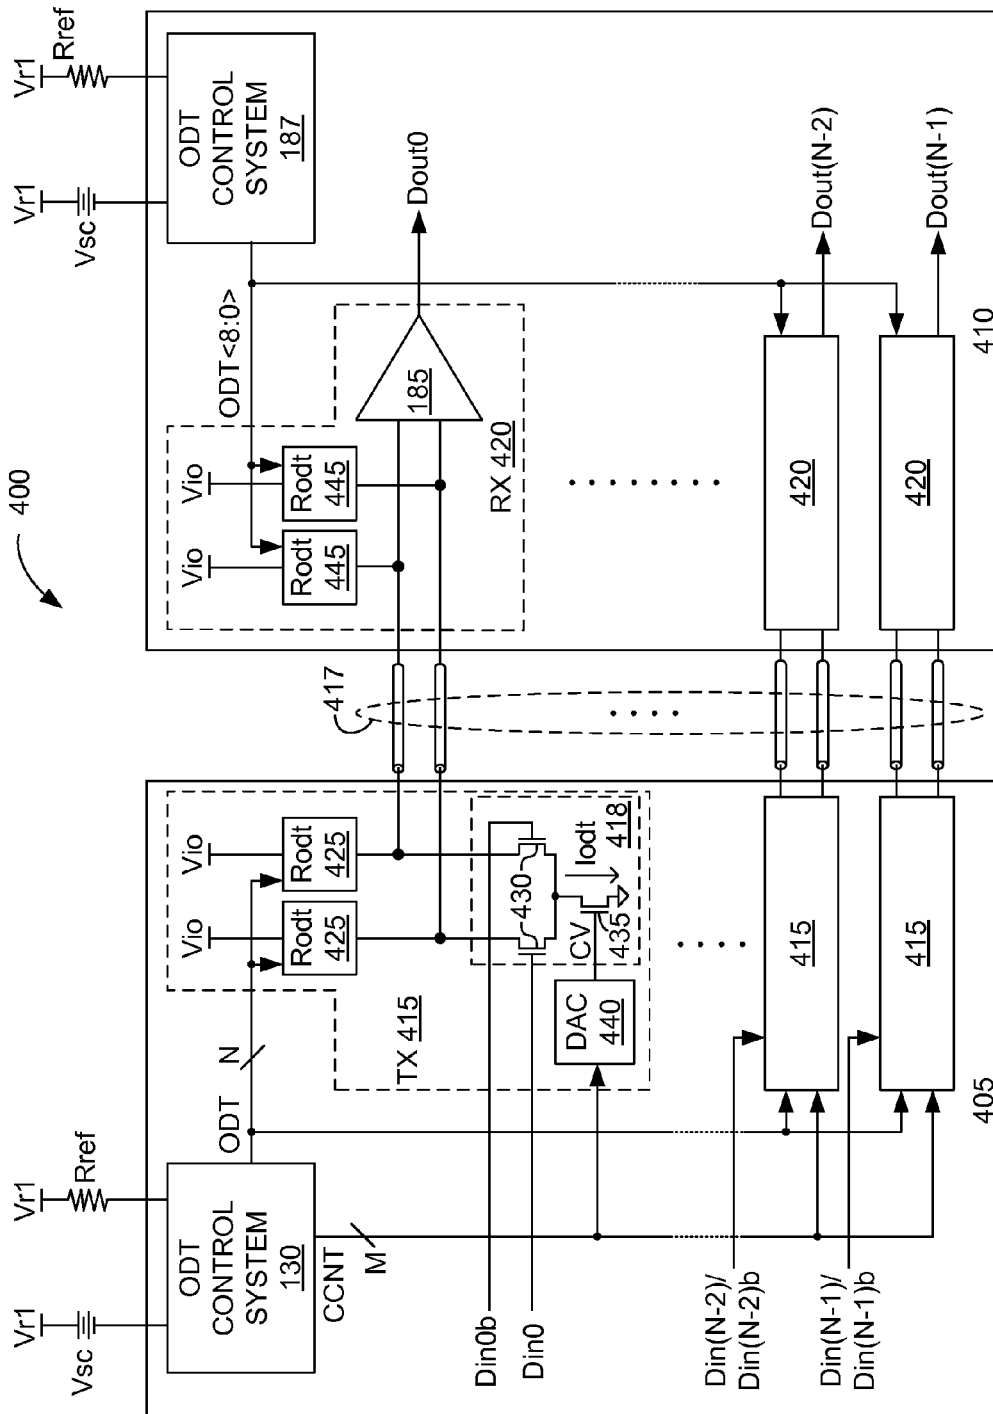 400
Vr1
Vsc
Vr1
Rref
ODT
CONTROL
SYSTEM
130
ODT
N
CCNT
M
Vio
Vio
Rodt
425
Rodt
425
TX 415
430
Iodt
418
CV
435
DAC
440
Din0b
Din0
415
415
Din(N-2)/
Din(N-2)b
Din(N-1)/
Din(N-1)b
405
417
Vr1
Vsc
Vr1
Rref
ODT
CONTROL
SYSTEM
187
ODT<8:0>
Vio
Vio
Rodt
445
Rodt
445
185
RX 420
Dout0
420
420
Dout(N-2)
Dout(N-1)
410